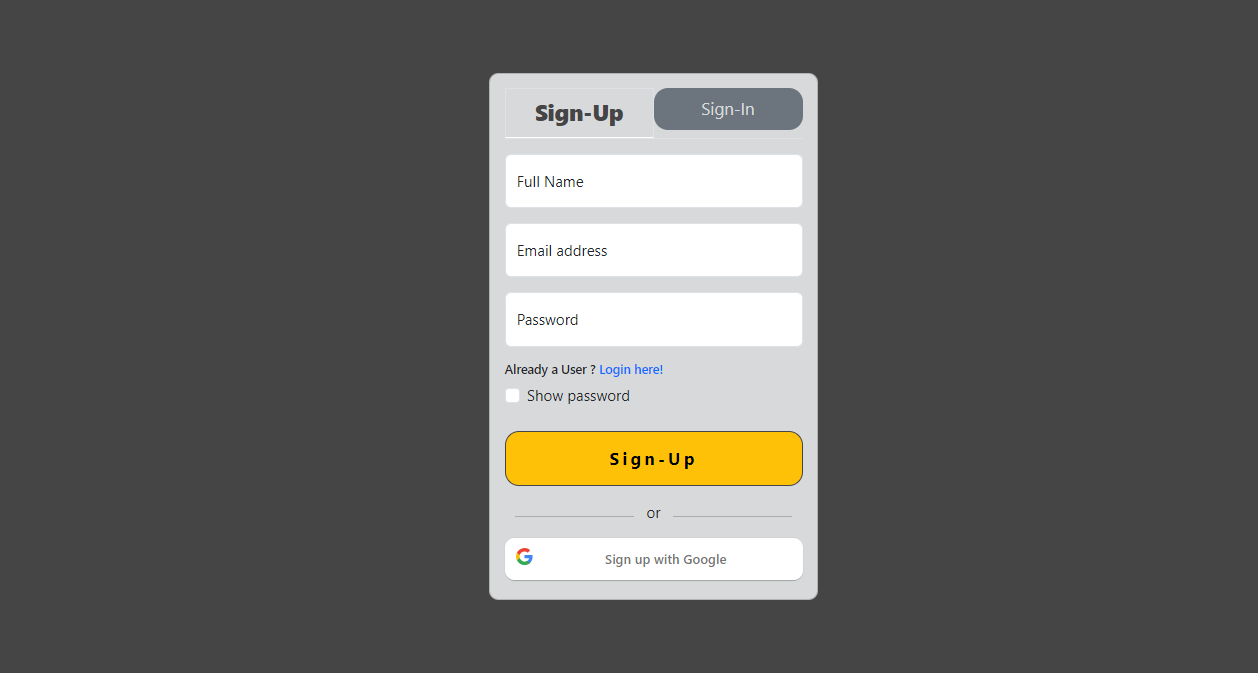 Sign-Up
Sign-In
Full Name
Email address
Password
Already a User ? Login here!
Show password
Sign-Up
or
Sign up with Google